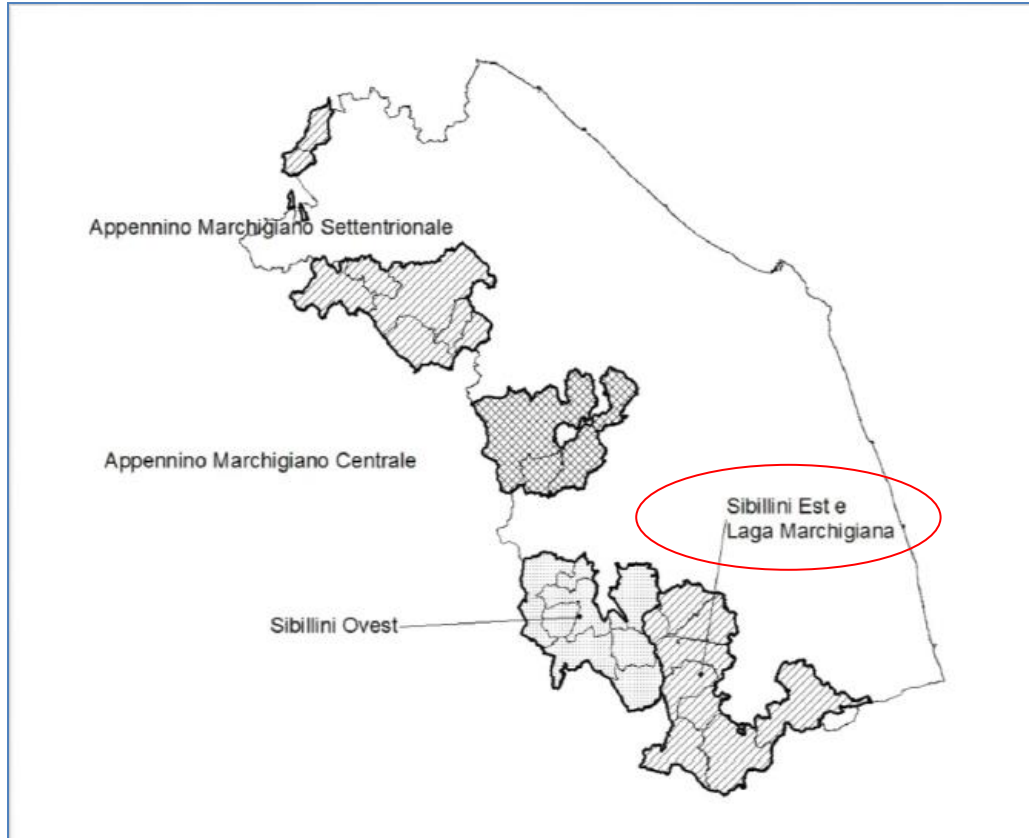 Appennino Marchigiano Settentrionale
Appennino Marchigiano Centrale
Sibillini Est e
Laga Marchigiana
Sibillini Ovest